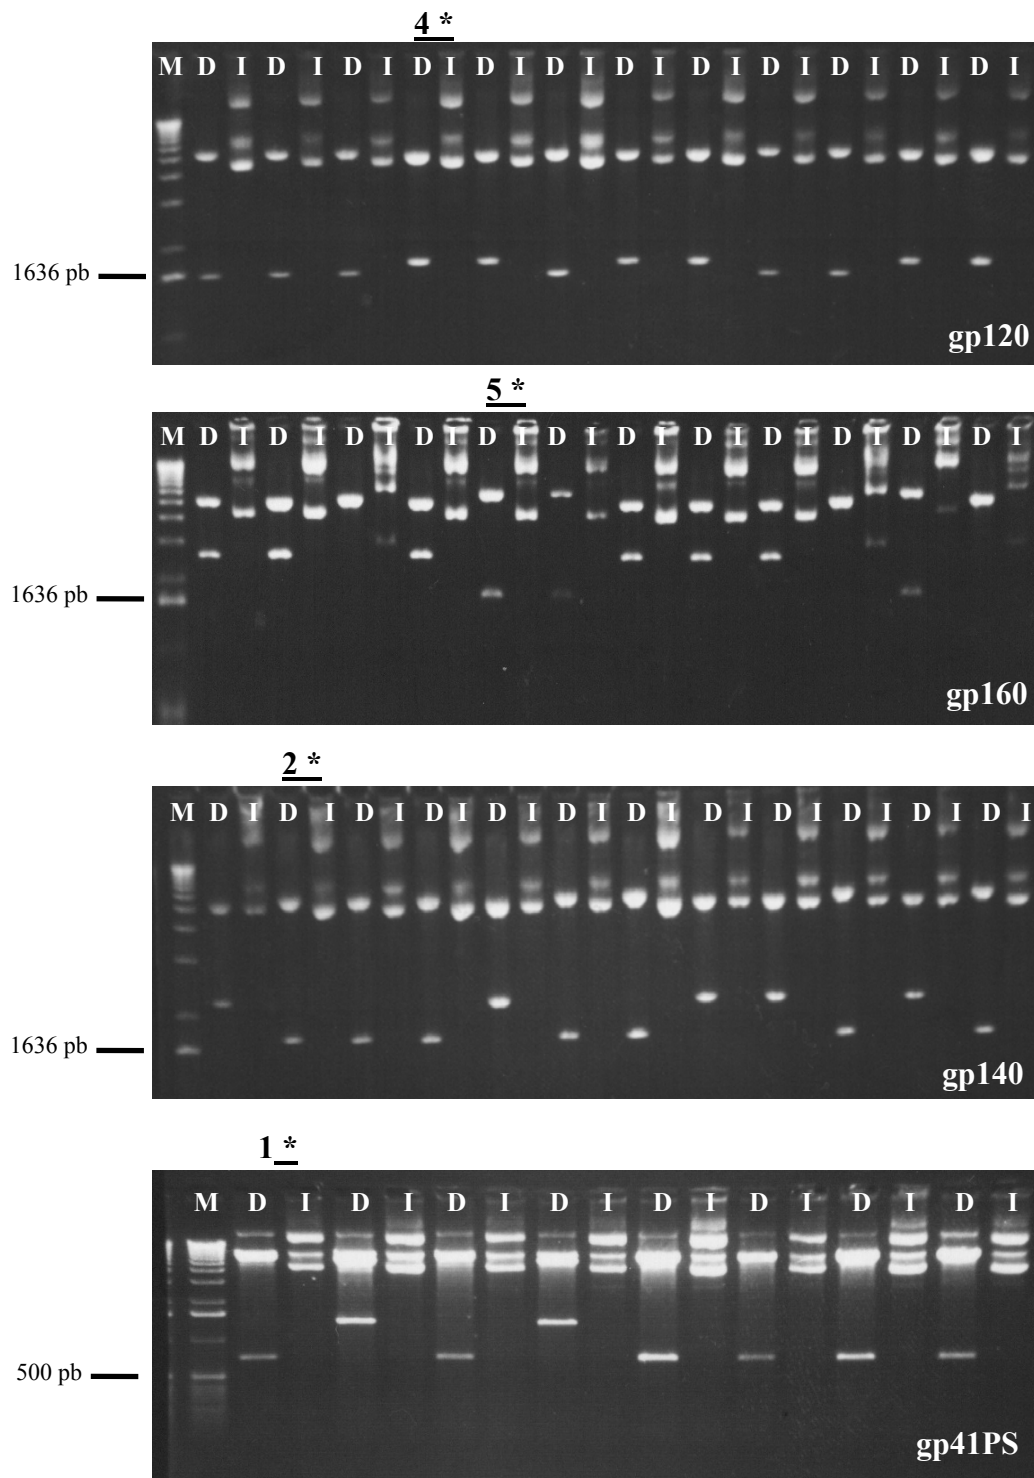 4 *
M D I D I D I D I D I D I D I D I D I D I D I D I
1636 pb
gp120
5 *
M D I D I D I D I D I D I D I D I D I D I D I D I
1636 pb
gp160
2 *
M D I D I D I D I D I D I D I D I D I D I D I D I
1636 pb
gp140
1 *
M D I D I D I D I D I D I D I D I
500 pb
gp41PS